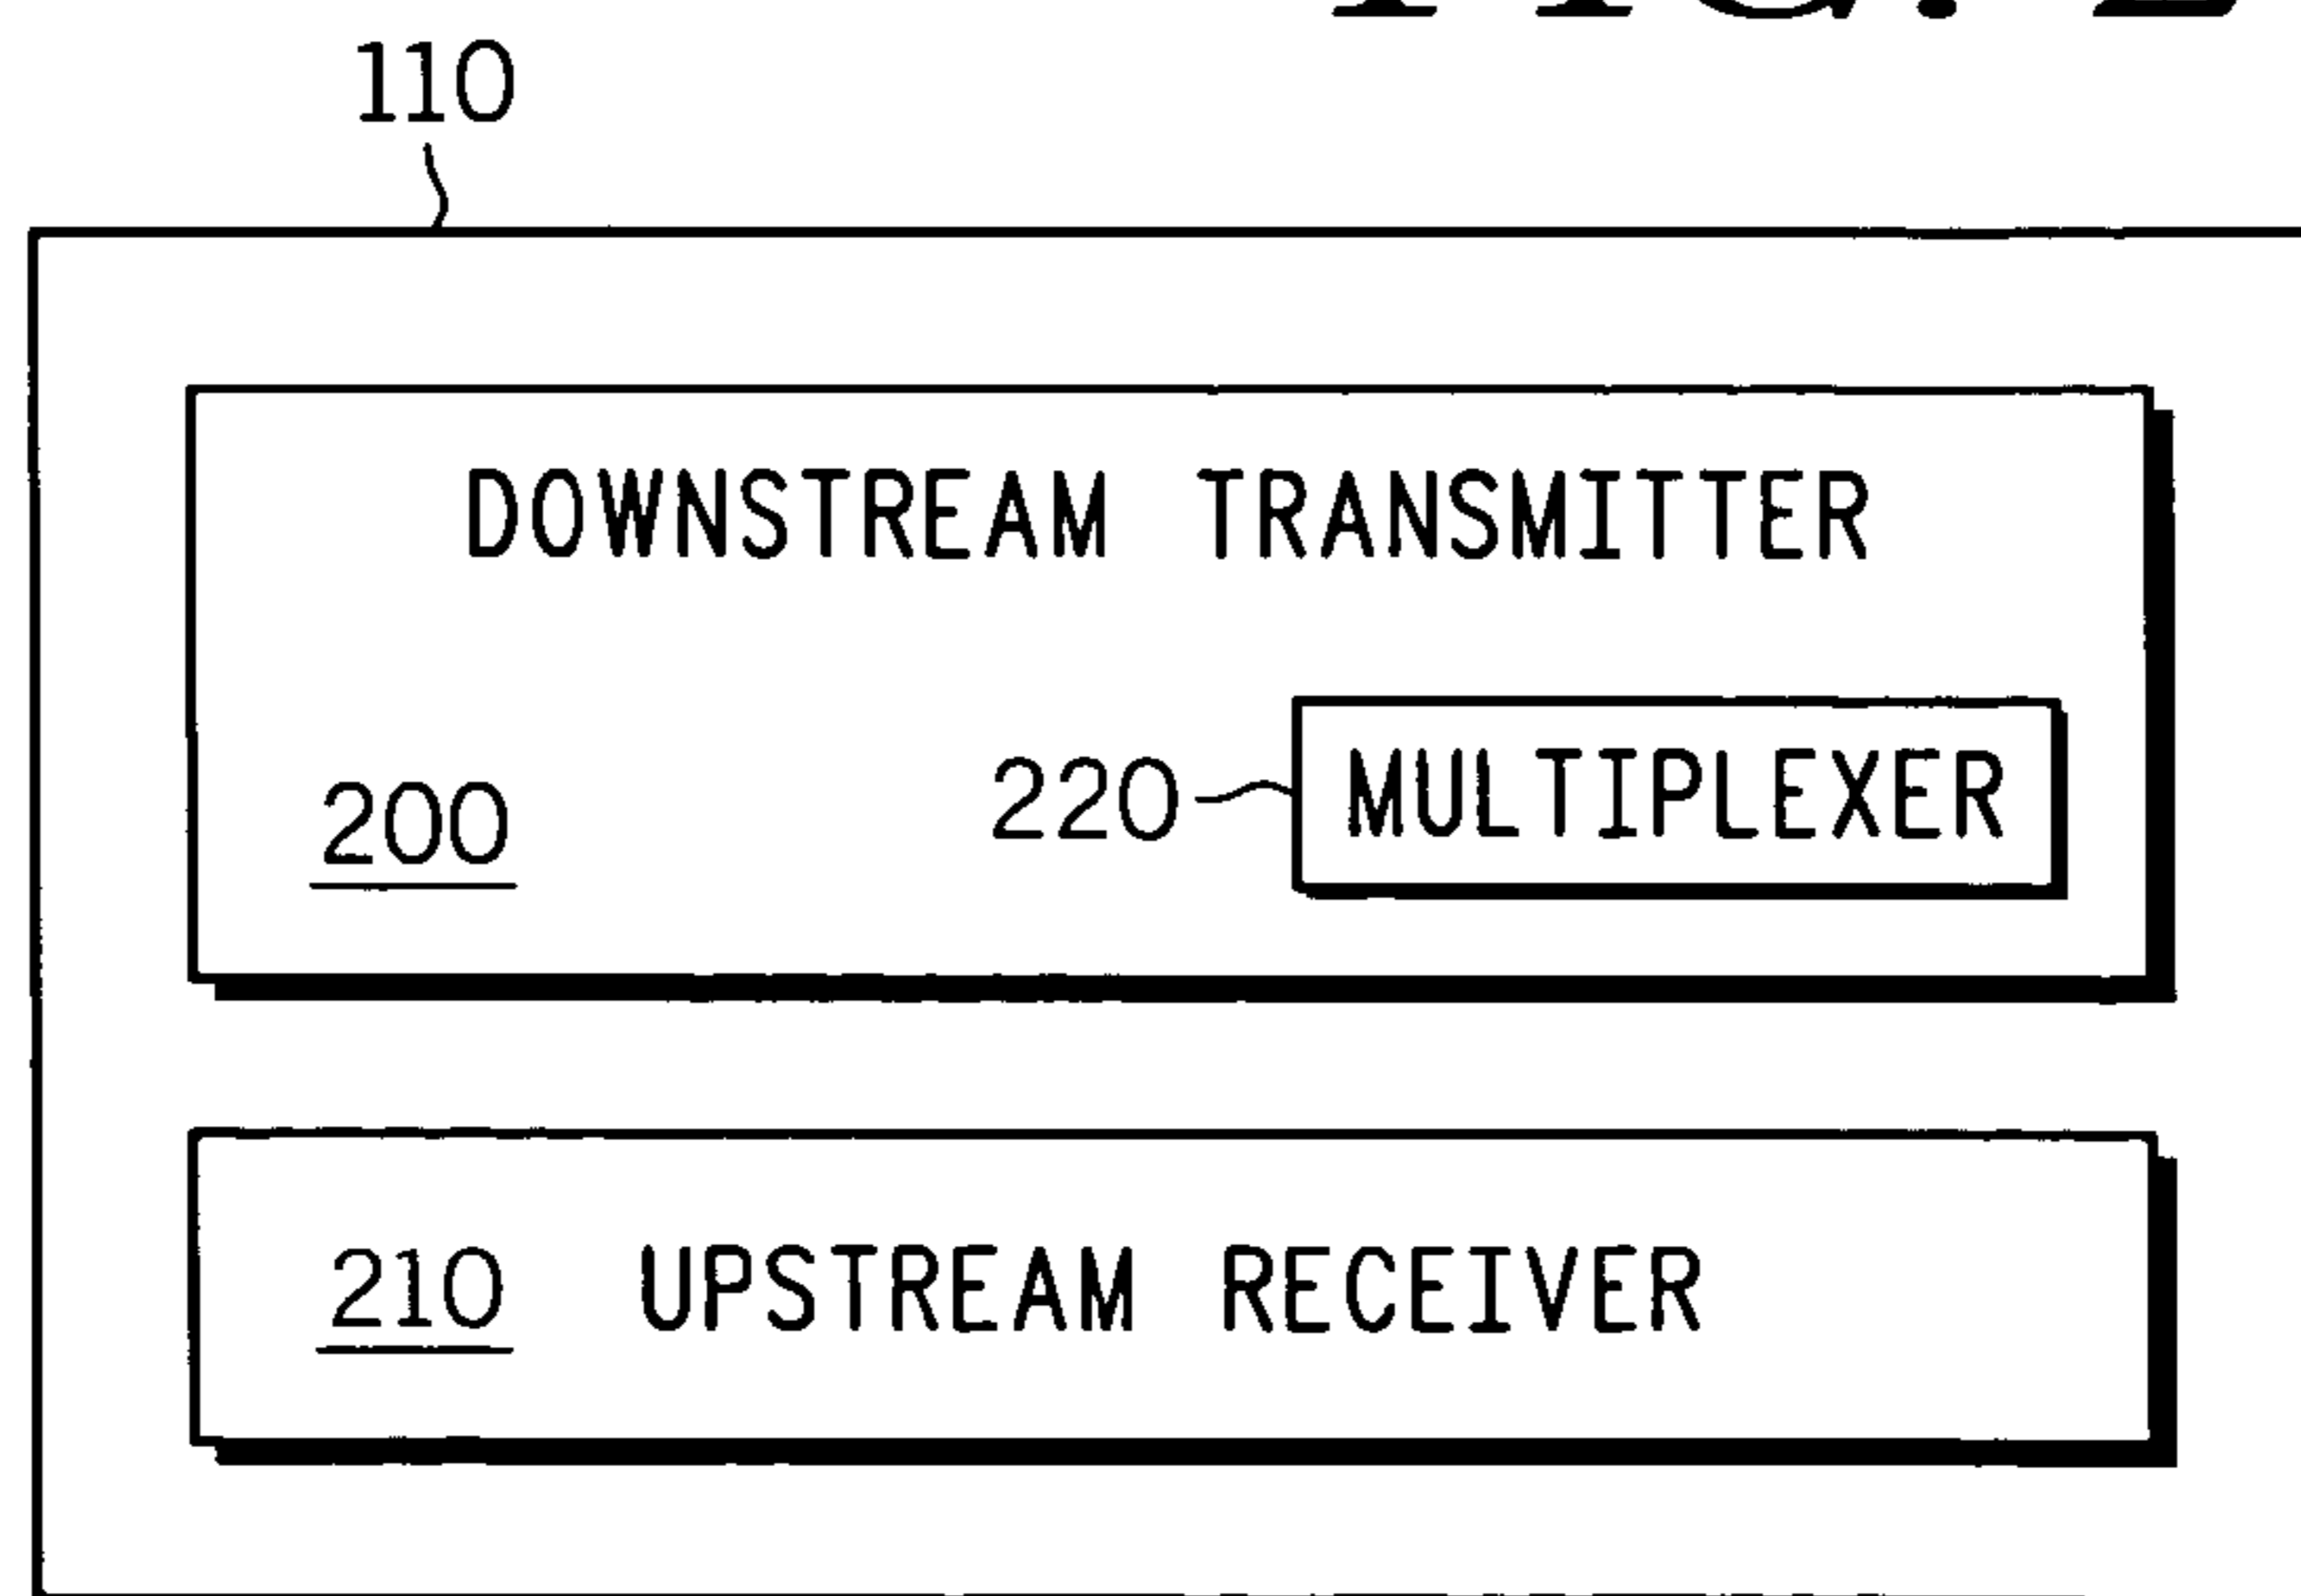 110
DOWNSTREAM TRANSMITTER
200
220
MULTIPLEXER
210 UPSTREAM RECEIVER